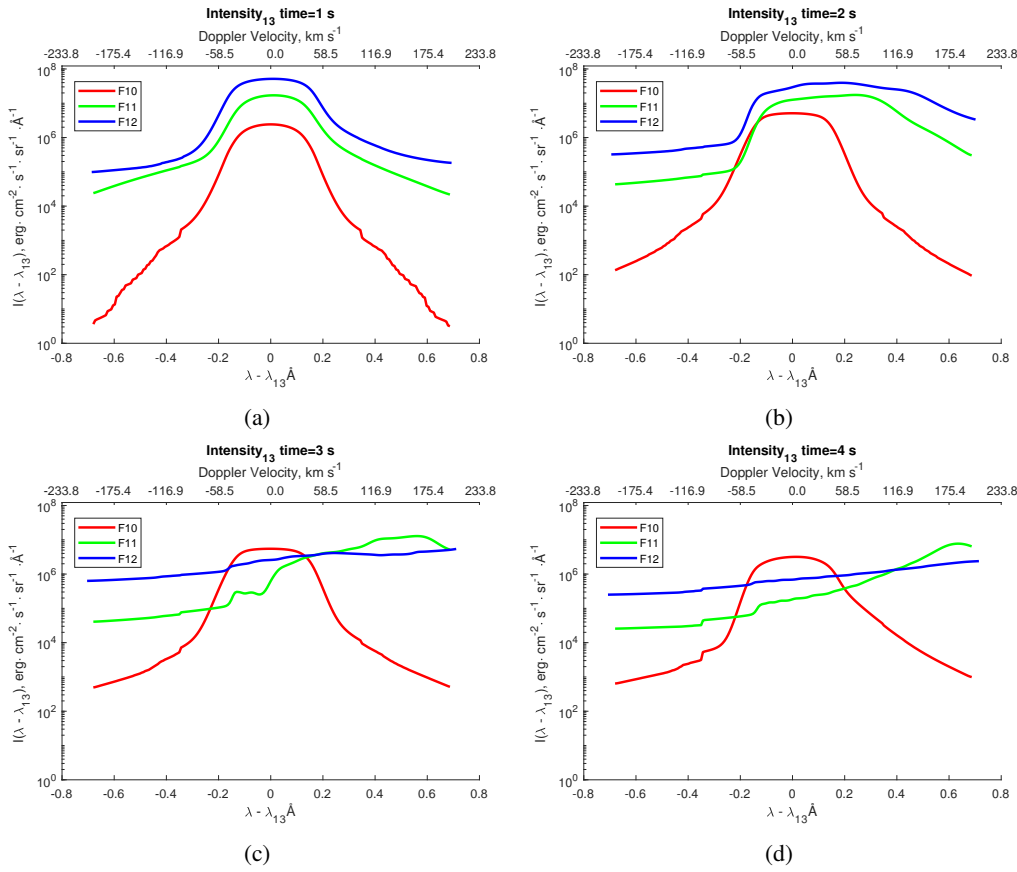 Intensity₁₃ time=1 s
Doppler Velocity, km s⁻¹
-233.8 -175.4 -116.9 -58.5 0.0 58.5 116.9 175.4 233.8
10⁸
10⁶
10⁴
10²
10⁰
F10
F11
F12
I(λ - λ₁₃), erg· cm⁻²· s⁻¹· sr⁻¹ ·Å⁻¹
-0.8 -0.6 -0.4 -0.2 0 0.2 0.4 0.6 0.8
λ - λ₁₃Å
(a)
Intensity₁₃ time=2 s
Doppler Velocity, km s⁻¹
-233.8 -175.4 -116.9 -58.5 0.0 58.5 116.9 175.4 233.8
10⁸
10⁶
10⁴
10²
10⁰
F10
F11
F12
I(λ - λ₁₃), erg· cm⁻²· s⁻¹· sr⁻¹ ·Å⁻¹
-0.8 -0.6 -0.4 -0.2 0 0.2 0.4 0.6 0.8
λ - λ₁₃Å
(b)
Intensity₁₃ time=3 s
Doppler Velocity, km s⁻¹
-233.8 -175.4 -116.9 -58.5 0.0 58.5 116.9 175.4 233.8
10⁸
10⁶
10⁴
10²
10⁰
F10
F11
F12
I(λ - λ₁₃), erg· cm⁻²· s⁻¹· sr⁻¹ ·Å⁻¹
-0.8 -0.6 -0.4 -0.2 0 0.2 0.4 0.6 0.8
λ - λ₁₃Å
(c)
Intensity₁₃ time=4 s
Doppler Velocity, km s⁻¹
-233.8 -175.4 -116.9 -58.5 0.0 58.5 116.9 175.4 233.8
10⁸
10⁶
10⁴
10²
10⁰
F10
F11
F12
I(λ - λ₁₃), erg· cm⁻²· s⁻¹· sr⁻¹ ·Å⁻¹
-0.8 -0.6 -0.4 -0.2 0 0.2 0.4 0.6 0.8
λ - λ₁₃Å
(d)